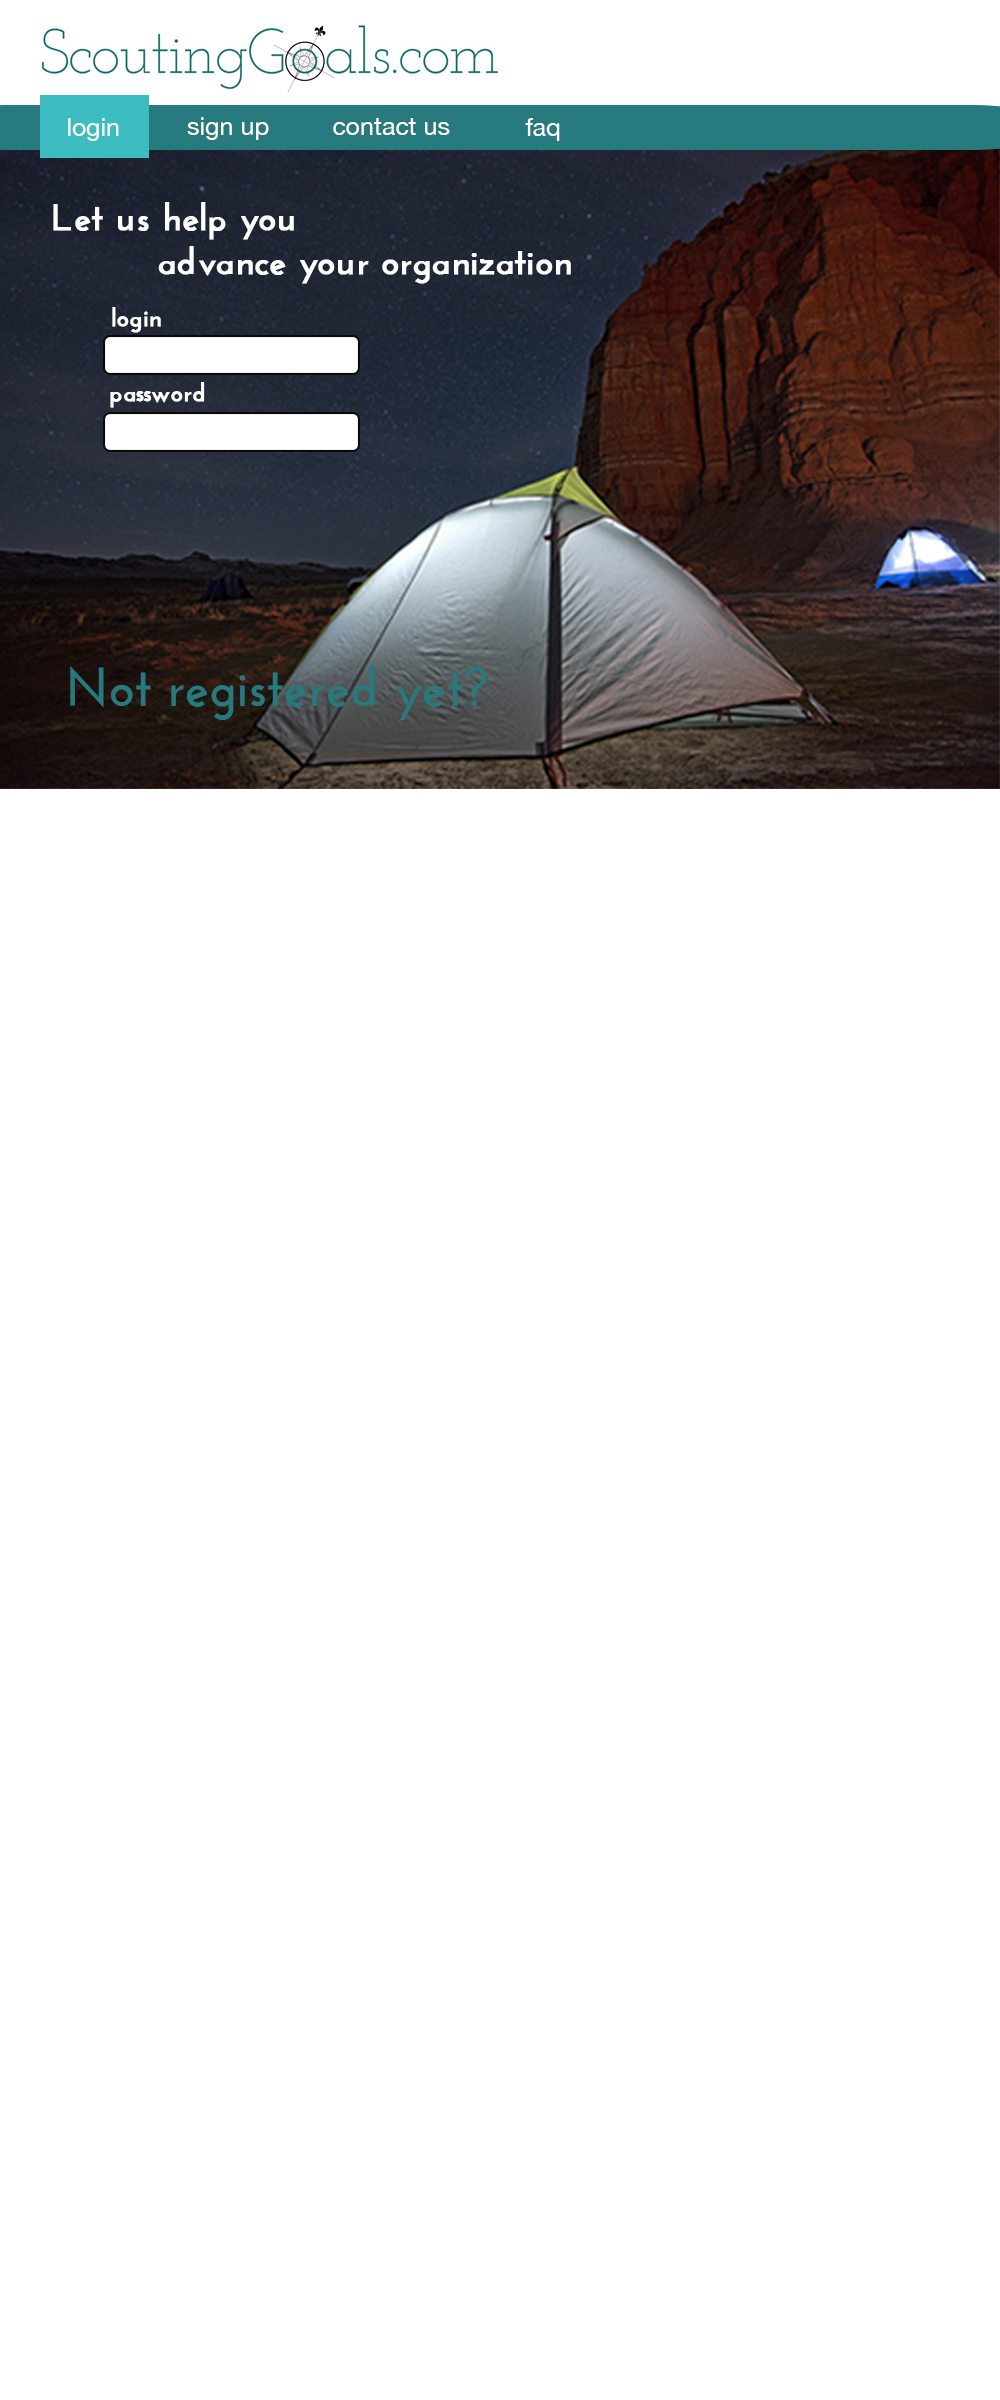 ScoutingGoals.com
login sign up contact us faq
Let us help you
advance your organization
login
password
Not registered yet?